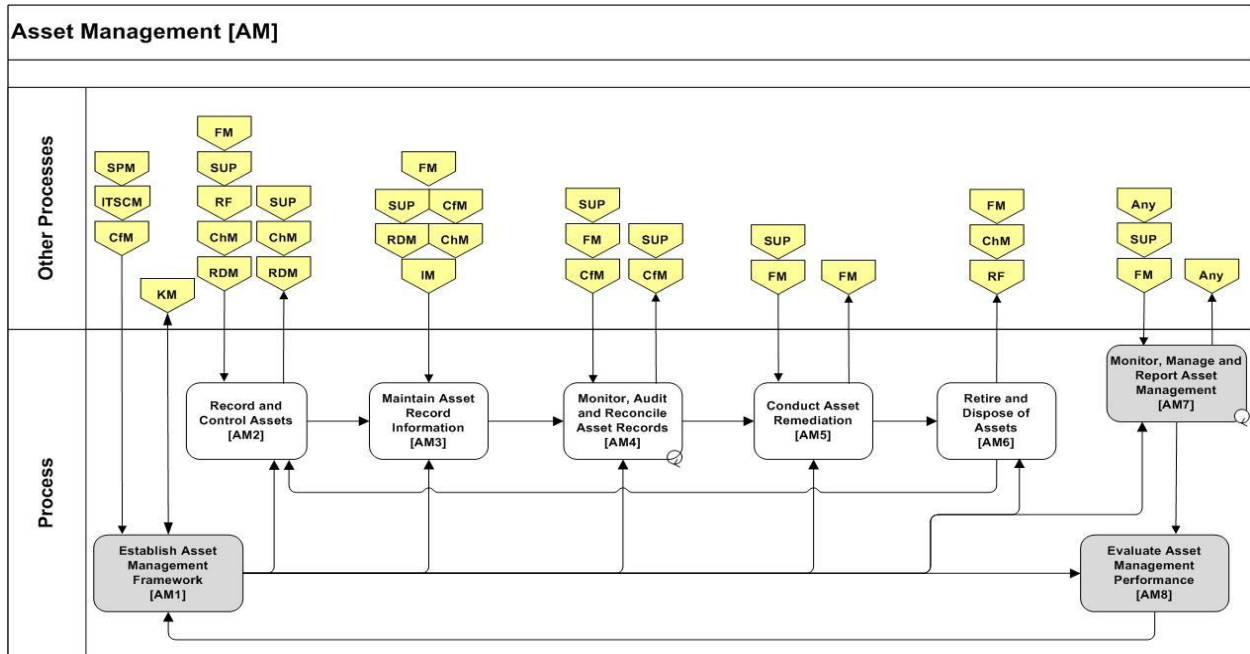 Asset Management [AM]
Other Processes
SPM
ITSCM
CfM
KM
FM
SUP
RF
ChM
RDM
SUP
ChM
RDM
FM
SUP
CfM
RDM
ChM
IM
SUP
FM
CfM
SUP
CfM
SUP
FM
FM
FM
ChM
RF
Any
SUP
FM
Any
Process
Record and
Control Assets
[AM2]
Maintain Asset
Record
Information
[AM3]
Monitor, Audit
and Reconcile
Asset Records
[AM4]
Conduct Asset
Remediation
[AM5]
Retire and
Dispose of
Assets
[AM6]
Monitor, Manage and
Report Asset
Management
[AM7]
Establish Asset
Management
Framework
[AM1]
Evaluate Asset
Management
Performance
[AM8]